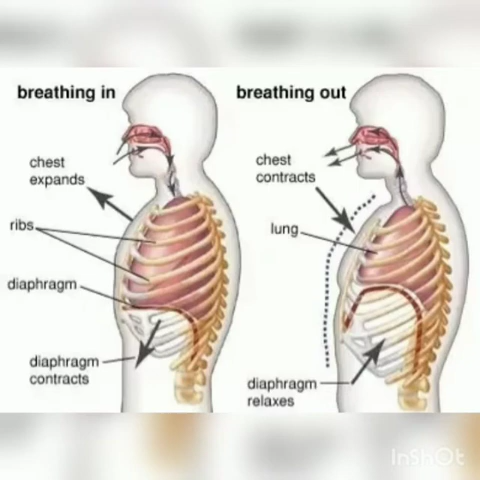 breathing in
chest
expands
ribs
diaphragm
diaphragm
contracts
breathing out
chest
contracts
lung
diaphragm
relaxes
InShOt